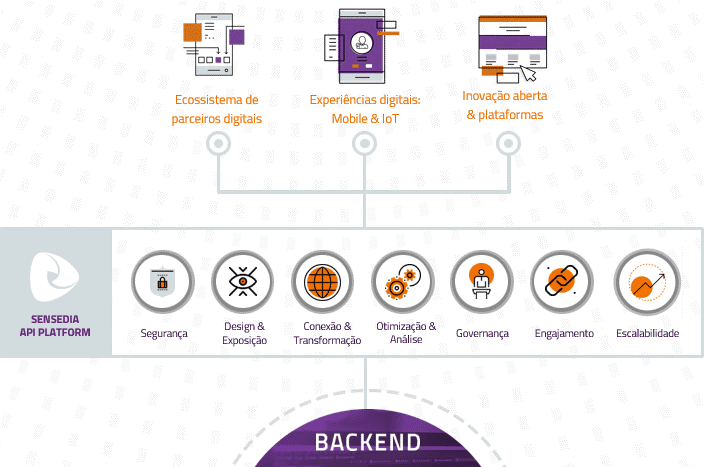 Ecossistema de
parceiros digitais
Experiências digitais:
Mobile & IoT
Inovação aberta
& plataformas
SENSEDIA
API PLATFORM
Segurança
Design &
Exposição
Conexão &
Transformação
Otimização &
Análise
Governança
Engajamento
Escalabilidade
BACKEND